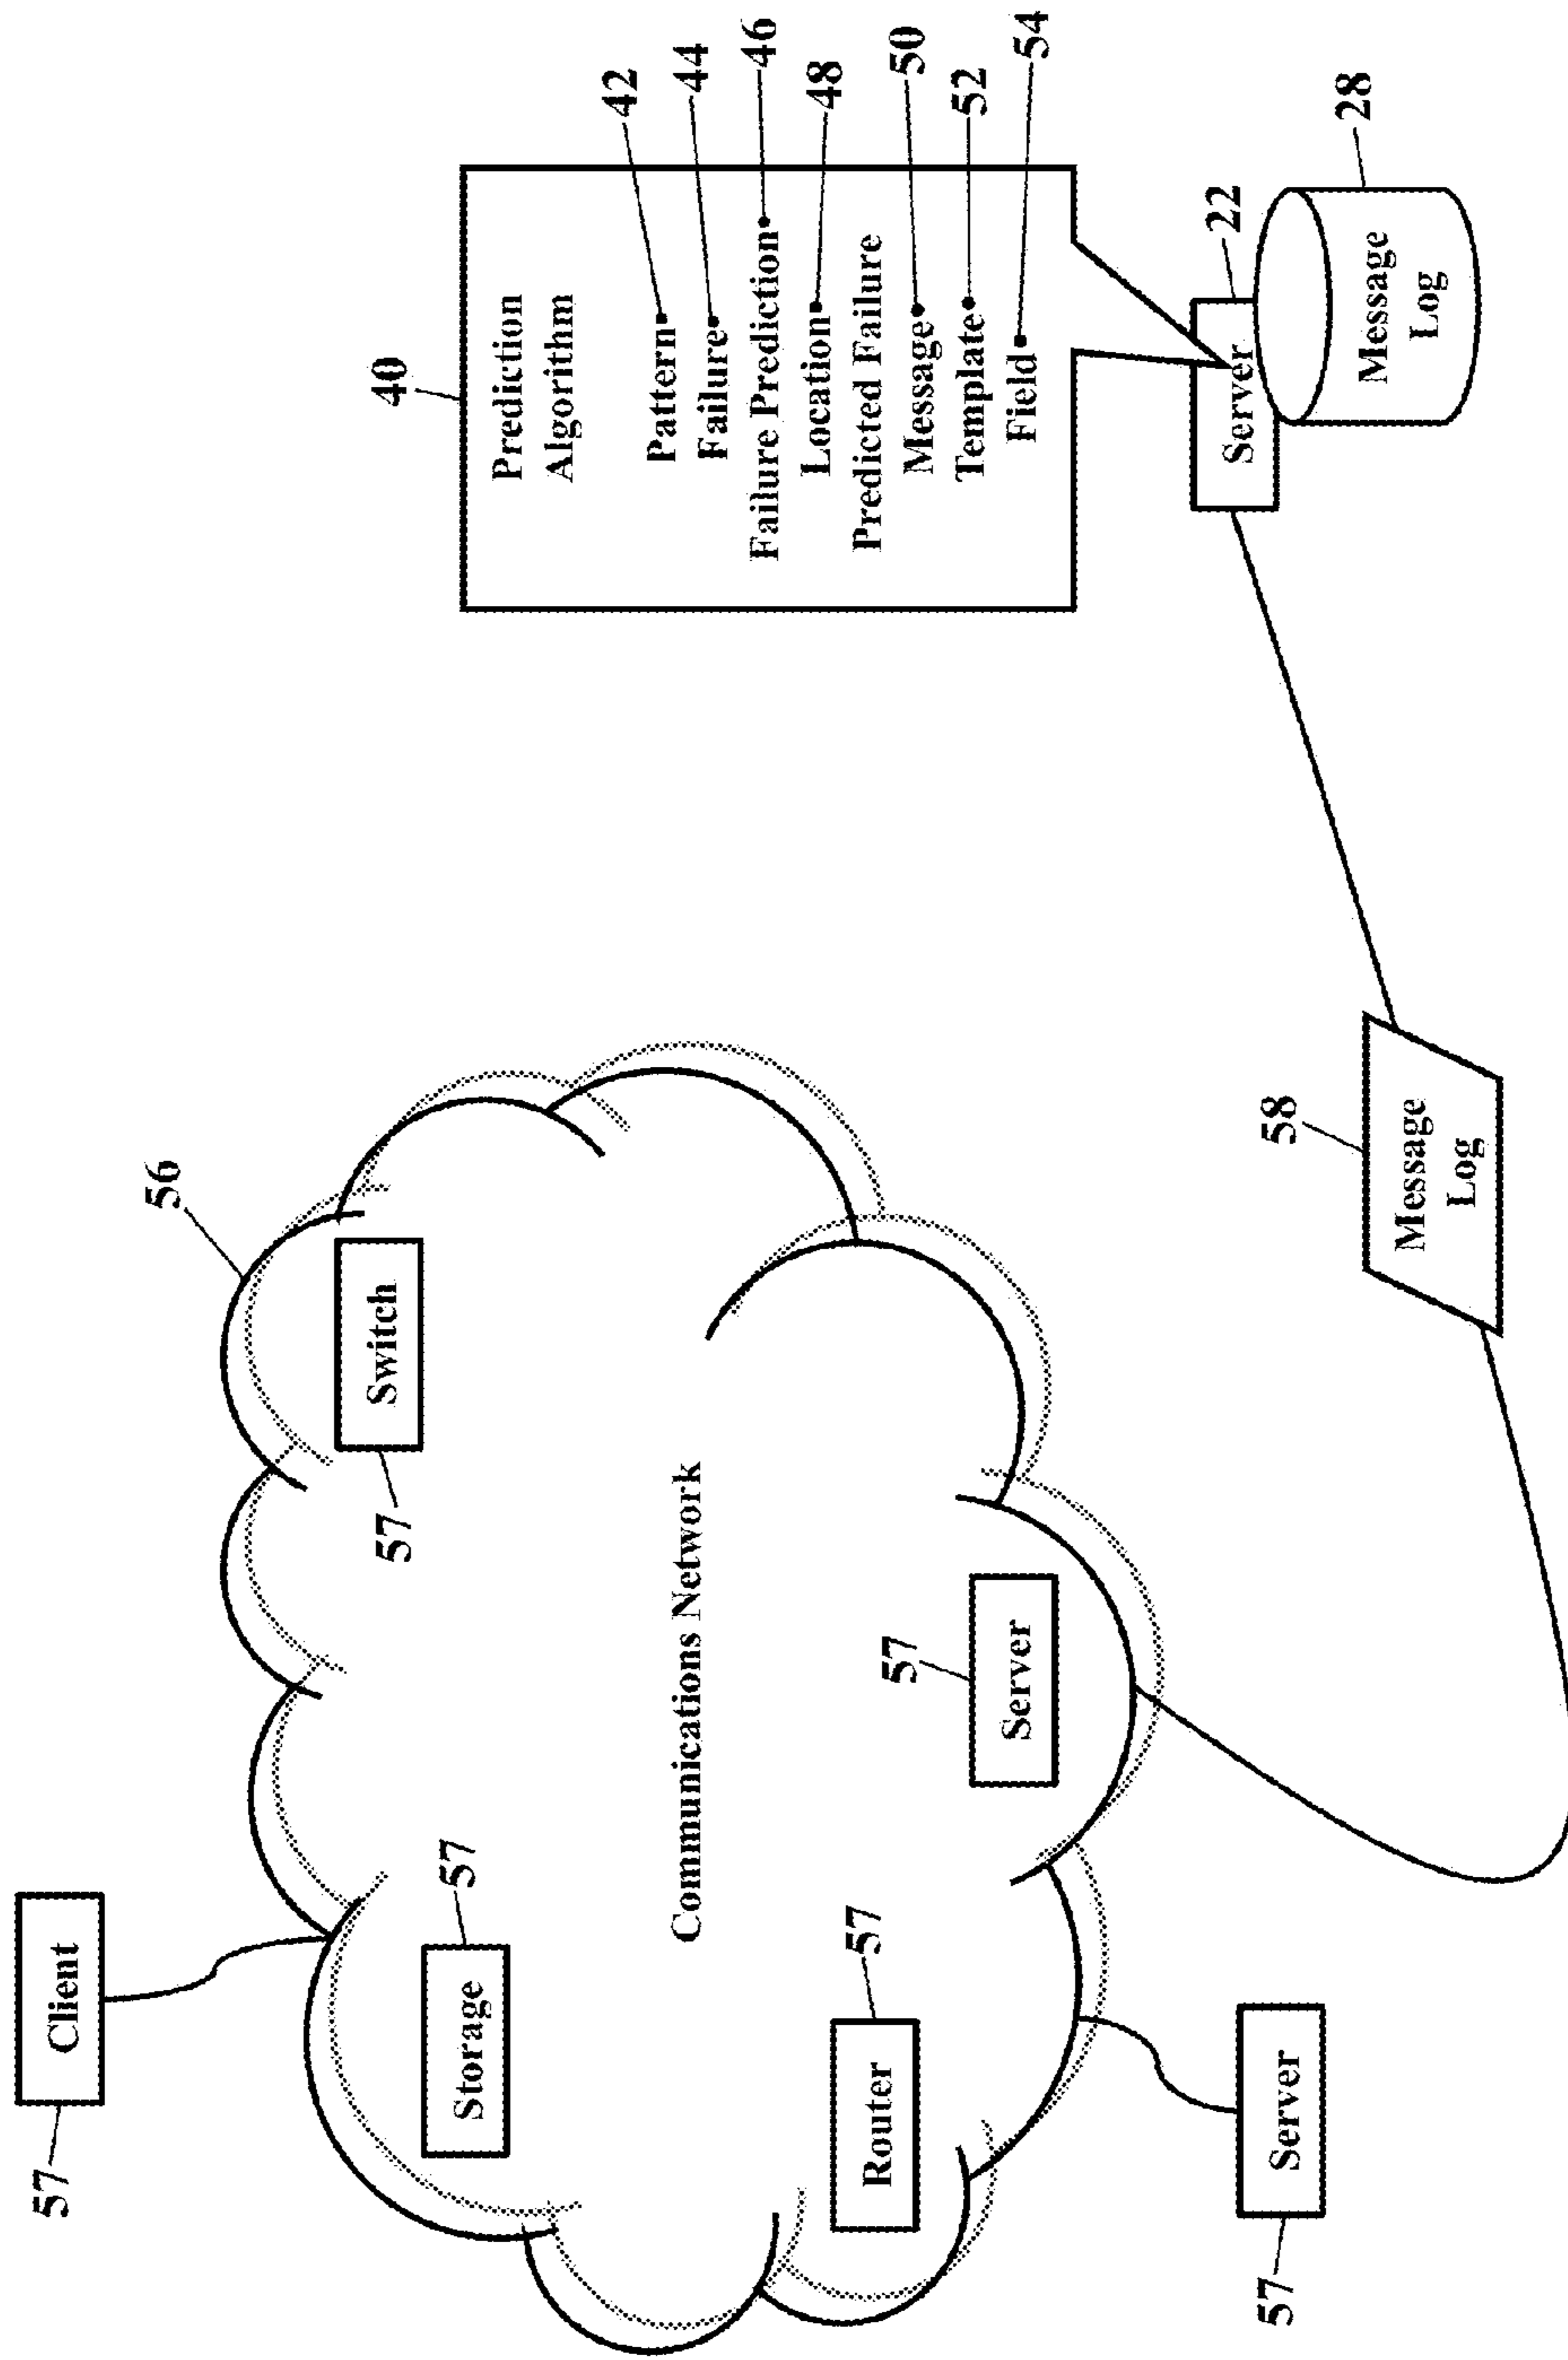 57
Client
56
Storage
57
Switch
57
Communications Network
Router
57
57
Server
57
Server
58
Message
Log
40
Prediction
Algorithm
Pattern
42
Failure
44
Failure Prediction
46
Location
48
Predicted Failure
Message
50
Template
52
Field
54
Server
22
Message
Log
28